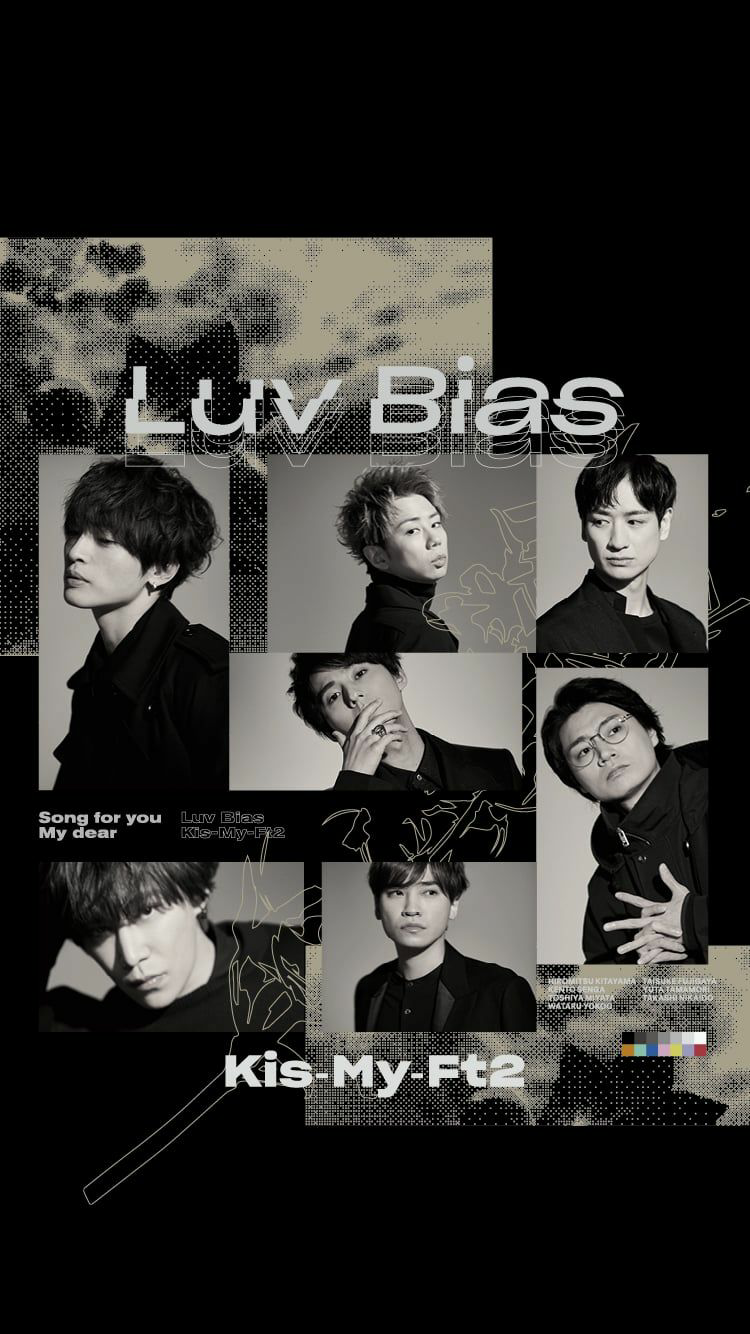 Luv Bias
Song for you
My dear
Luv Bias
Kis-My-Ft2
HIROMITSU KITAYAMA
KENTO SENGA
TOSHIYA MIYATA
WATARU YOKOO
TAISUKE FUJIGAYA
YUTA TAMAMORI
TAKASHI NIKAIDO
Kis-My-Ft2